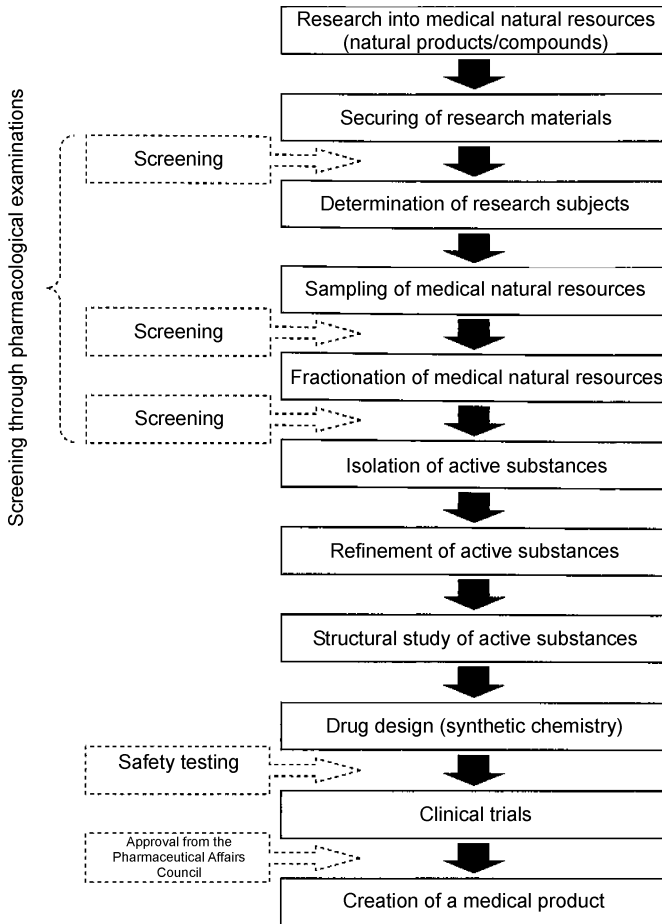 Research into medical natural resources
(natural products/compounds)
Securing of research materials
Screening
Determination of research subjects
Sampling of medical natural resources
Screening
Fractionation of medical natural resources
Screening
Isolation of active substances
Refinement of active substances
Structural study of active substances
Drug design (synthetic chemistry)
Safety testing
Clinical trials
Approval from the
Pharmaceutical Affairs
Council
Creation of a medical product
Screening through pharmacological examinations